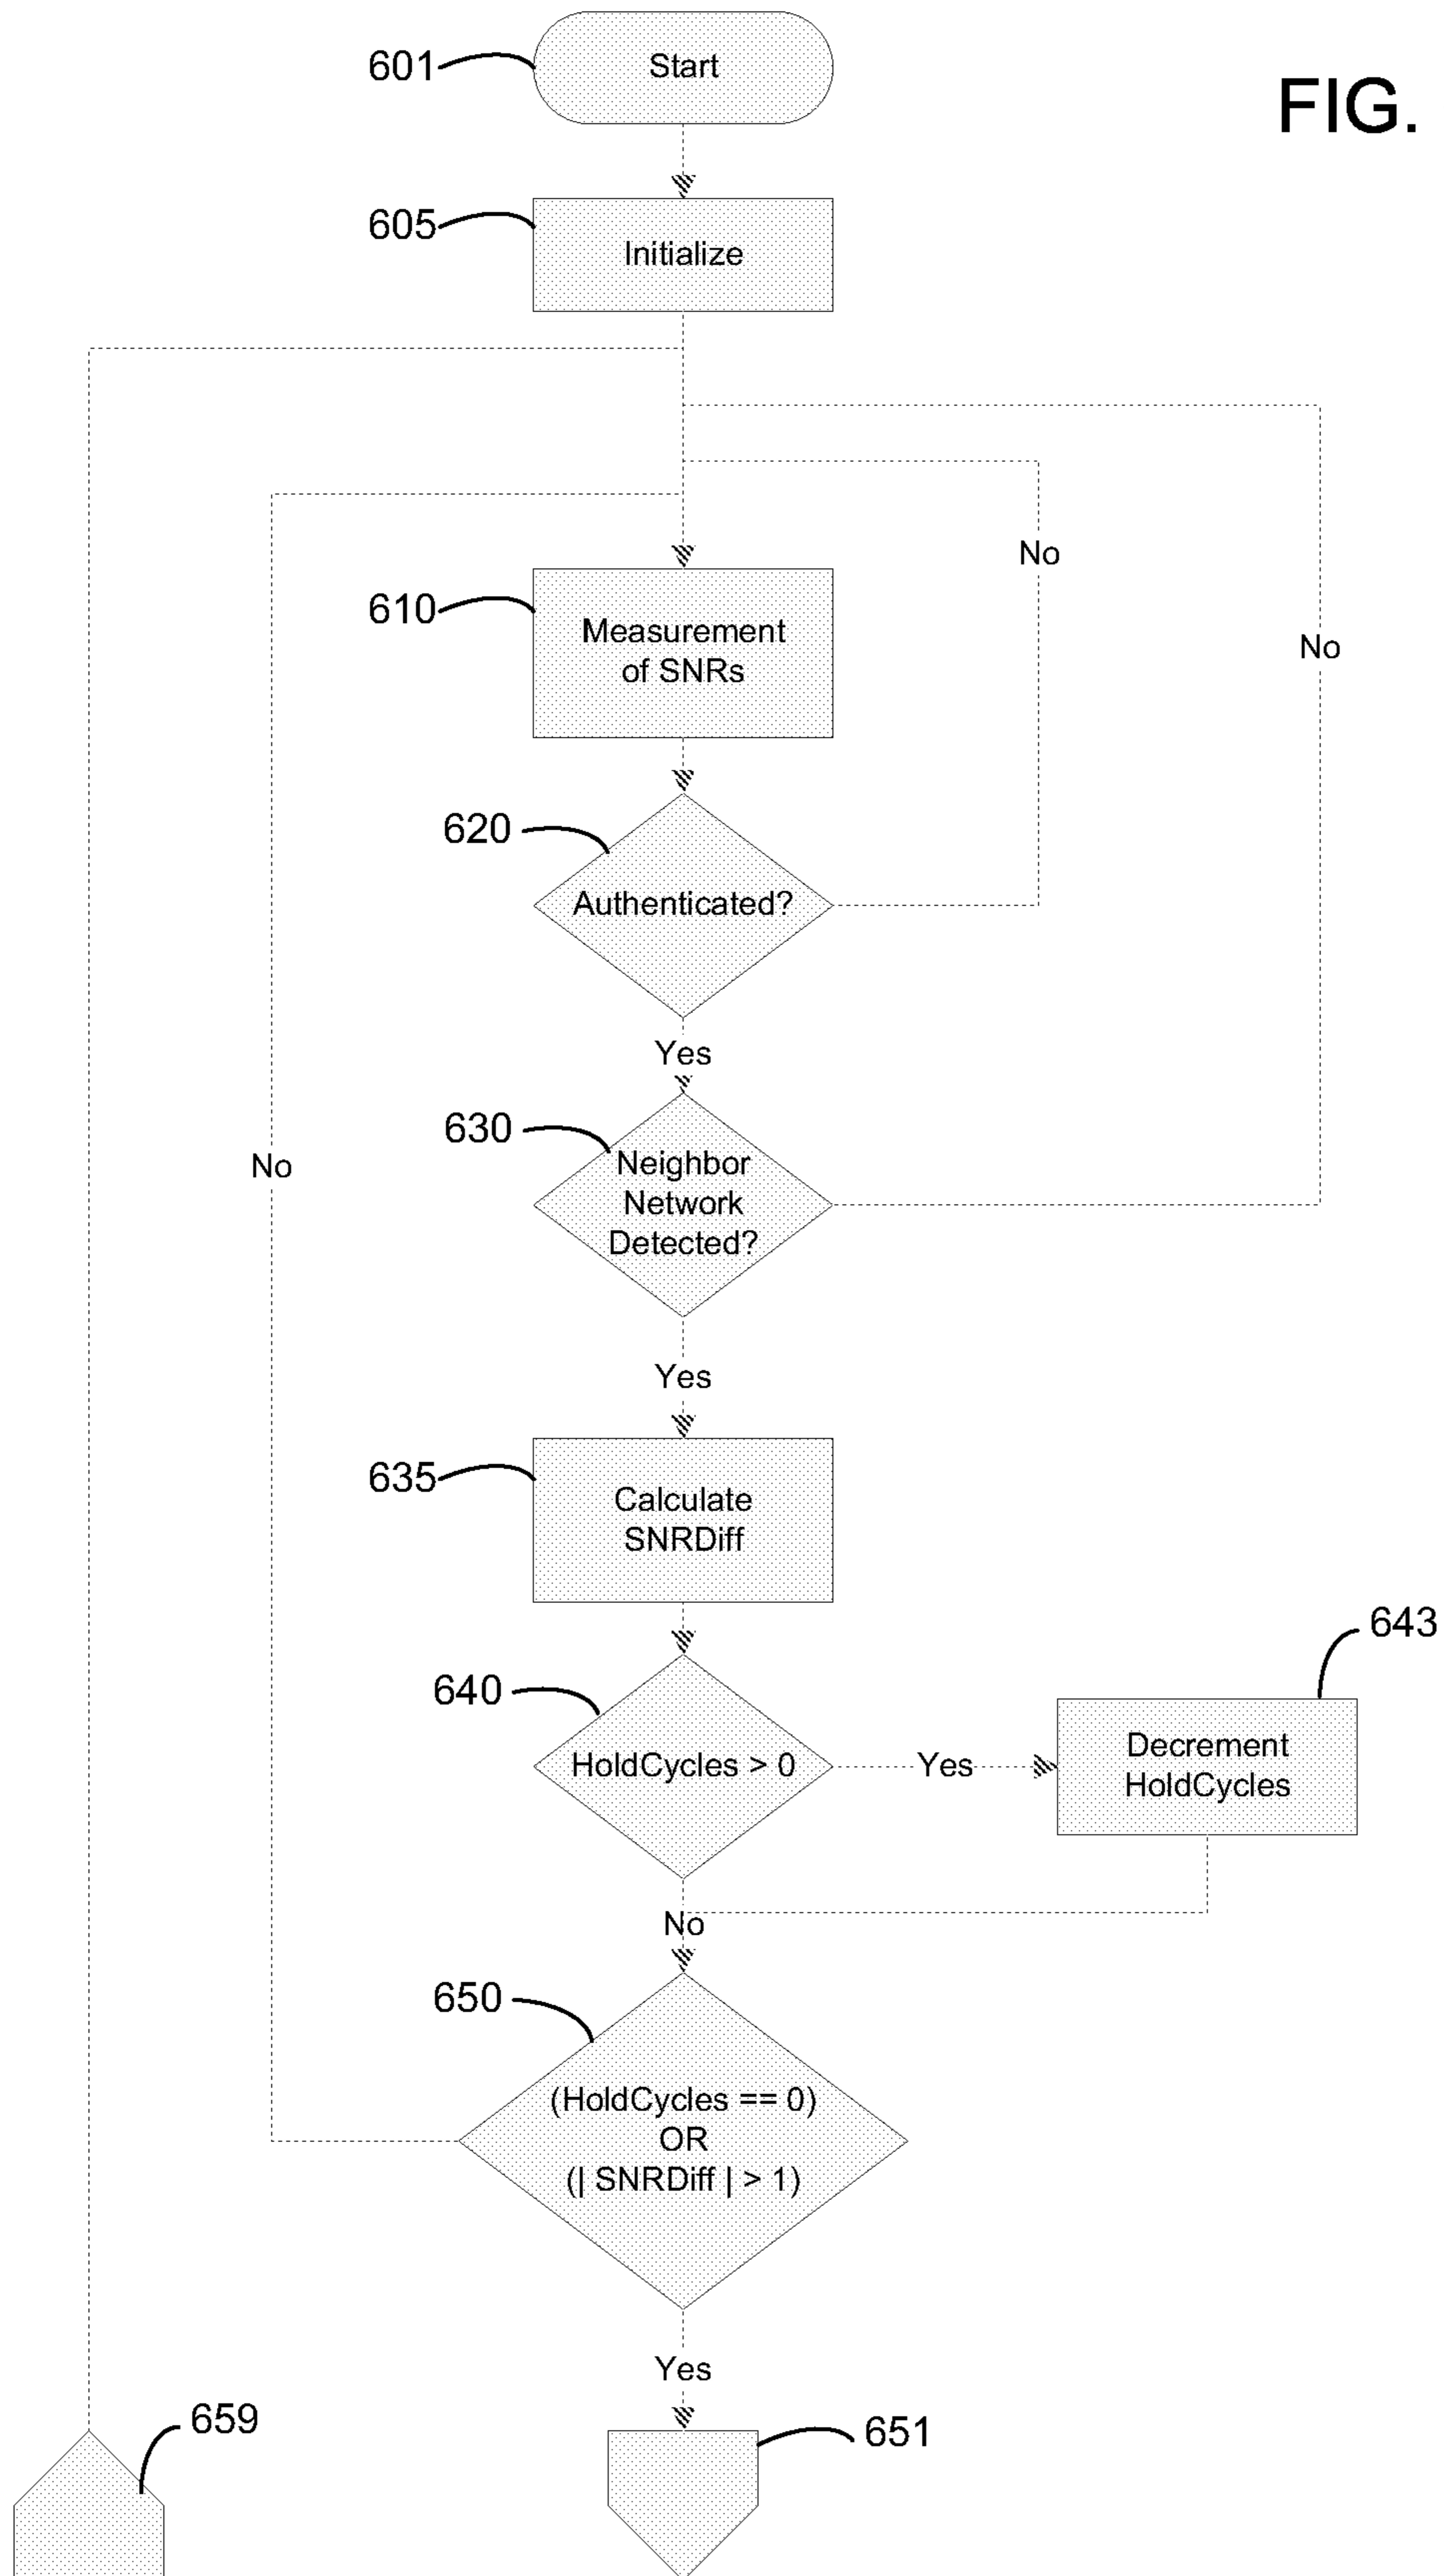 601
Start
FIG.
605
Initialize
No
610
Measurement
of SNRs
No
620
Authenticated?
Yes
630
Neighbor
Network
Detected?
No
Yes
635
Calculate
SNRDiff
643
640
HoldCycles > 0
Yes
Decrement
HoldCycles
No
650
(HoldCycles == 0)
OR
(| SNRDiff | > 1)
Yes
659
651